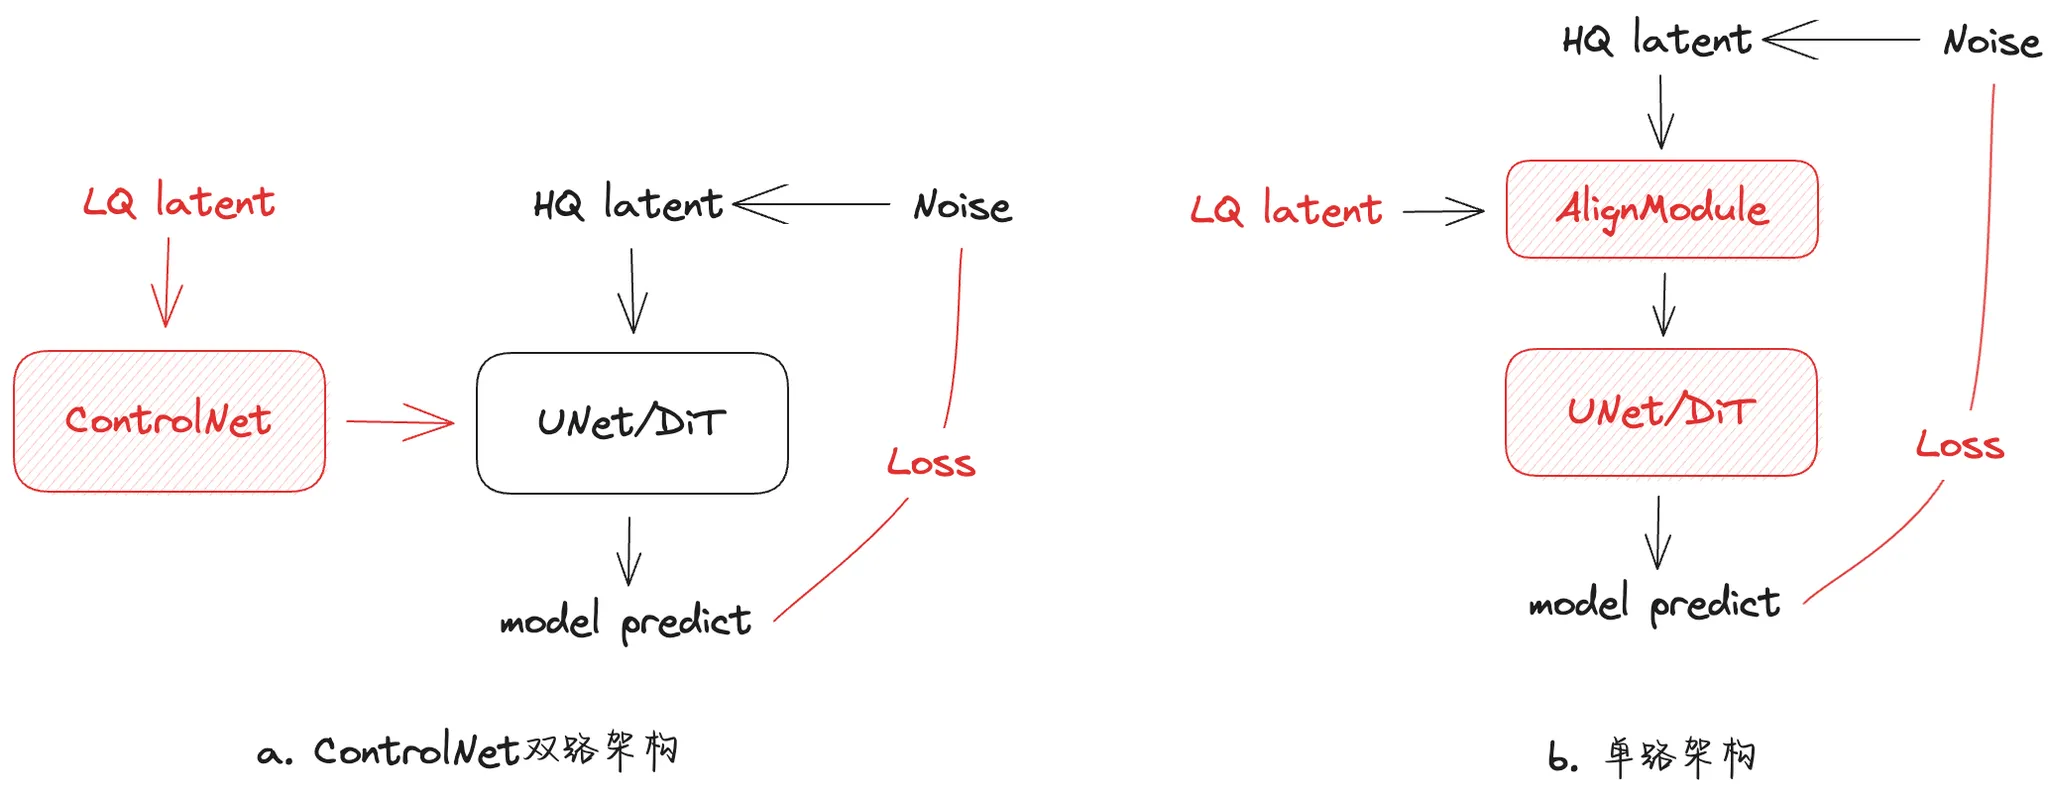 LQ latent
HQ latent
Noise
ControlNet
UNet/DiT
Loss
model predict
a. ControlNet双路架构
HQ latent
Noise
LQ latent
AlignModule
UNet/DiT
Loss
model predict
b. 单路架构